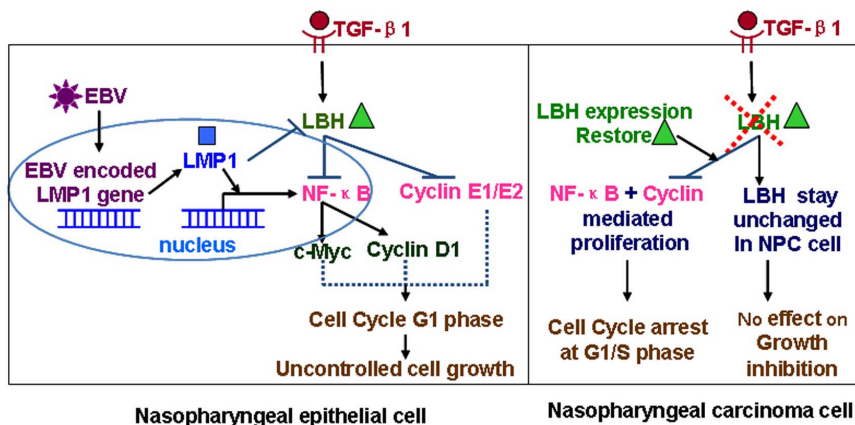 TGF-β1
EBV
LBH
EBV encoded
LMP1 gene
LMP1
NF-κB
Cyclin E1/E2
nucleus
c-Myc
Cyclin D1
Cell Cycle G1 phase
Uncontrolled cell growth
Nasopharyngeal epithelial cell
TGF-β1
LBH expression
Restore
LBH
NF-κB + Cyclin
mediated
proliferation
LBH stay
unchanged
In NPC cell
Cell Cycle arrest
at G1/S phase
No effect on
Growth
inhibition
Nasopharyngeal carcinoma cell